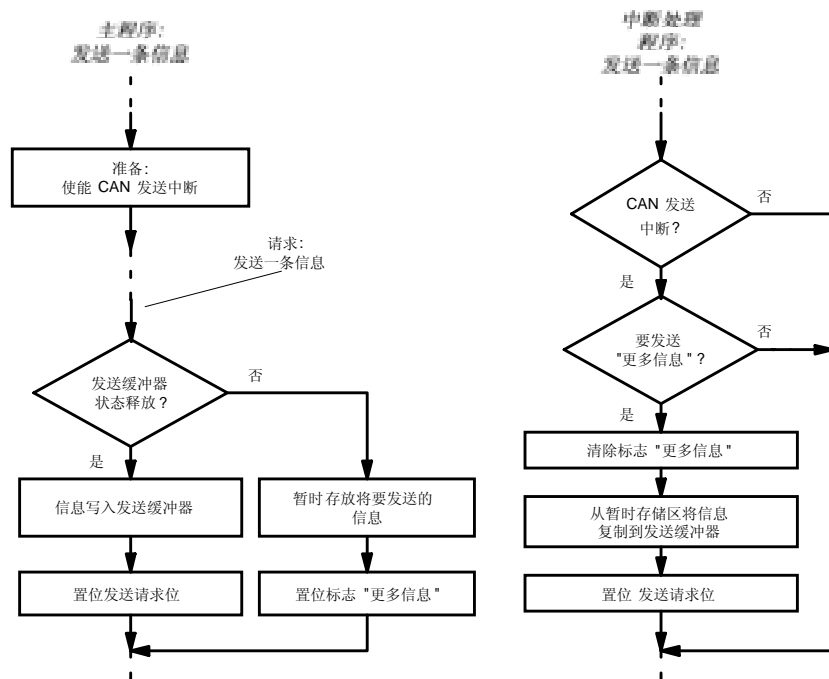 主程序:
发送一条信息
准备:
使能 CAN 发送中断
请求:
发送一条信息
发送缓冲器
状态释放?
否
是
信息写入发送缓冲器
暂时存放将要发送的
信息
置位发送请求位
置位标志 "更多信息"
中断处理
程序:
发送一条信息
CAN 发送
中断?
否
是
要发送
"更多信息"?
否
是
清除标志 "更多信息"
从暂时存储区将信息
复制到发送缓冲器
置位 发送请求位